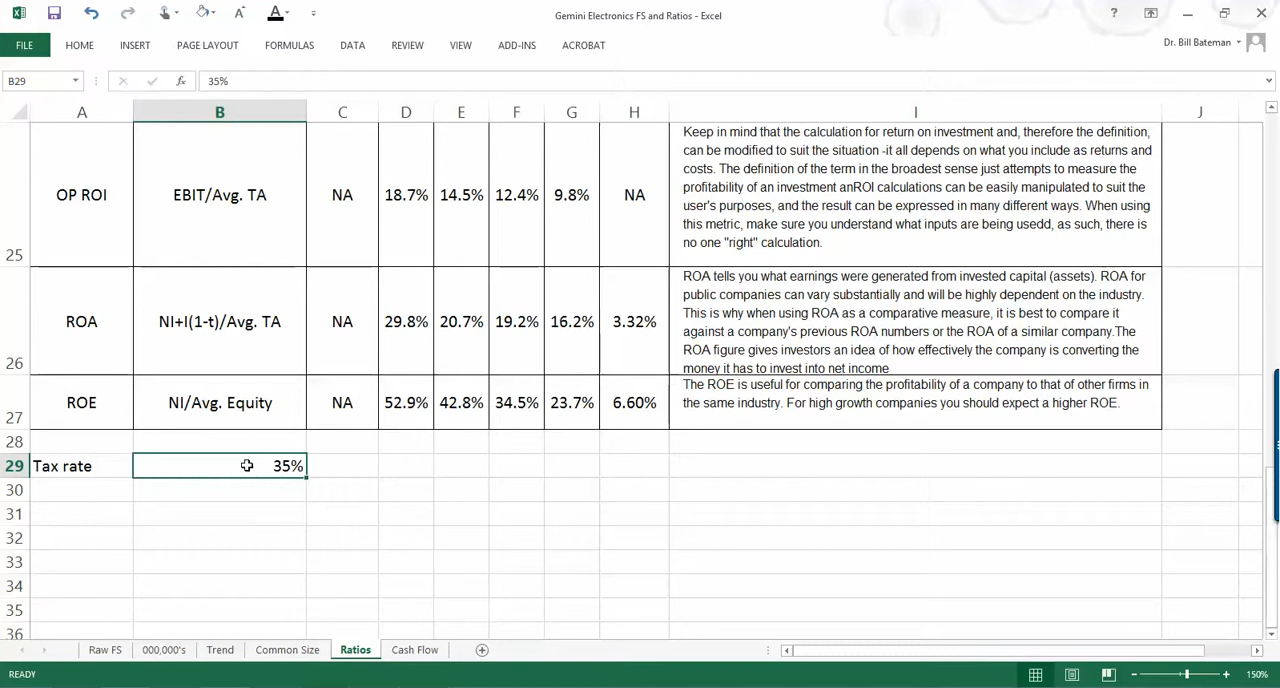 Gemini Electronics FS and Ratios - Excel
FILE HOME INSERT PAGE LAYOUT FORMULAS DATA REVIEW VIEW ADD-INS ACROBAT
Dr. Bill Bateman
B29 fx 35%
A B C D E F G H I J
25 OP ROI EBIT/Avg. TA NA 18.7% 14.5% 12.4% 9.8% NA
Keep in mind that the calculation for return on investment and, therefore the definition,
can be modified to suit the situation -it all depends on what you include as returns and
costs. The definition of the term in the broadest sense just attempts to measure the
profitability of an investment anROI calculations can be easily manipulated to suit the
user's purposes, and the result can be expressed in many different ways. When using
this metric, make sure you understand what inputs are being usedd, as such, there is
no one "right" calculation.
26 ROA NI+I(1-t)/Avg. TA NA 29.8% 20.7% 19.2% 16.2% 3.32%
ROA tells you what earnings were generated from invested capital (assets). ROA for
public companies can vary substantially and will be highly dependent on the industry.
This is why when using ROA as a comparative measure, it is best to compare it
against a company's previous ROA numbers or the ROA of a similar company.The
ROA figure gives investors an idea of how effectively the company is converting the
money it has to invest into net income
27 ROE NI/Avg. Equity NA 52.9% 42.8% 34.5% 23.7% 6.60%
The ROE is useful for comparing the profitability of a company to that of other firms in
the same industry. For high growth companies you should expect a higher ROE.
28
29 Tax rate 35%
30
31
32
33
34
35
36
Raw FS 000,000's Trend Common Size Ratios Cash Flow
READY 150%